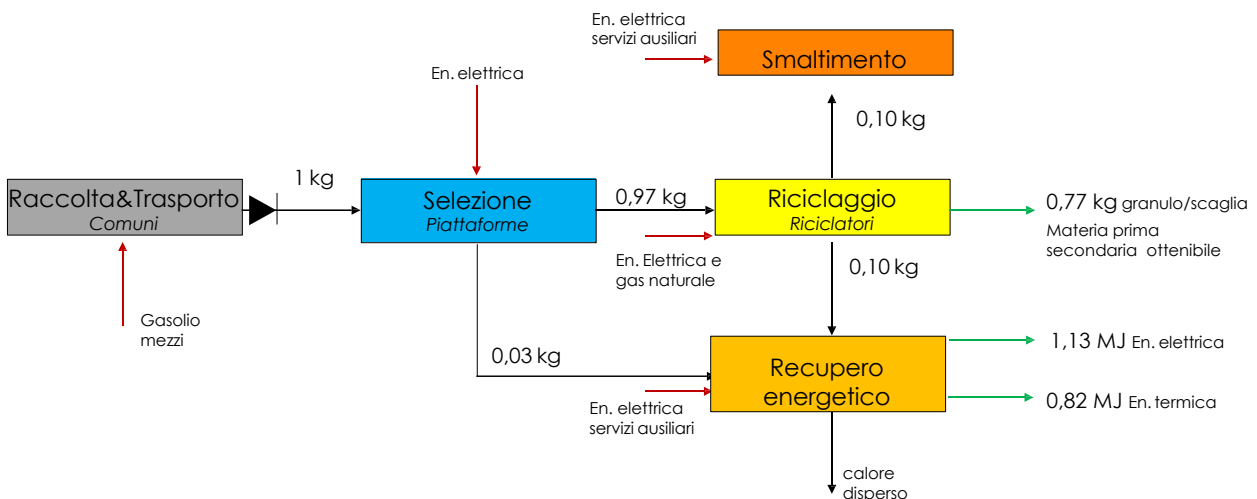 En. elettrica
servizi ausiliari
Smaltimento
En. elettrica
0,10 kg
1 kg
Raccolta&Trasporto
Comuni
Selezione
Piattaforme
0,97 kg
Riciclaggio
Riciclatori
0,77 kg granulo/scaglia
Materia prima
secondaria ottenibile
En. Elettrica e
gas naturale
0,10 kg
Gasolio
mezzi
0,03 kg
Recupero
energetico
1,13 MJ En. elettrica
0,82 MJ En. termica
En. elettrica
servizi ausiliari
calore
disperso